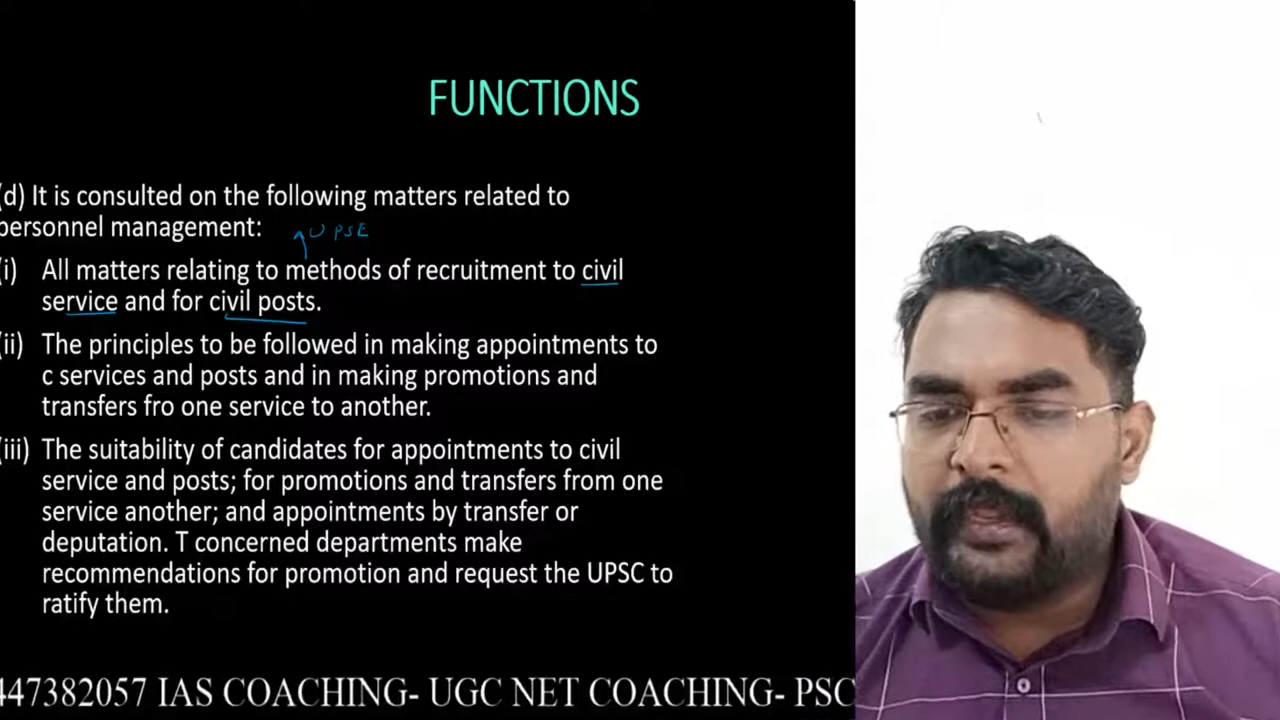 FUNCTIONS
(d) It is consulted on the following matters related to
personnel management:
U PSE
(i) All matters relating to methods of recruitment to civil
service and for civil posts.
(ii) The principles to be followed in making appointments to
c services and posts and in making promotions and
transfers fro one service to another.
(iii) The suitability of candidates for appointments to civil
service and posts; for promotions and transfers from one
service another; and appointments by transfer or
deputation. T concerned departments make
recommendations for promotion and request the UPSC to
ratify them.
447382057 IAS COACHING- UGC NET COACHING- PSC